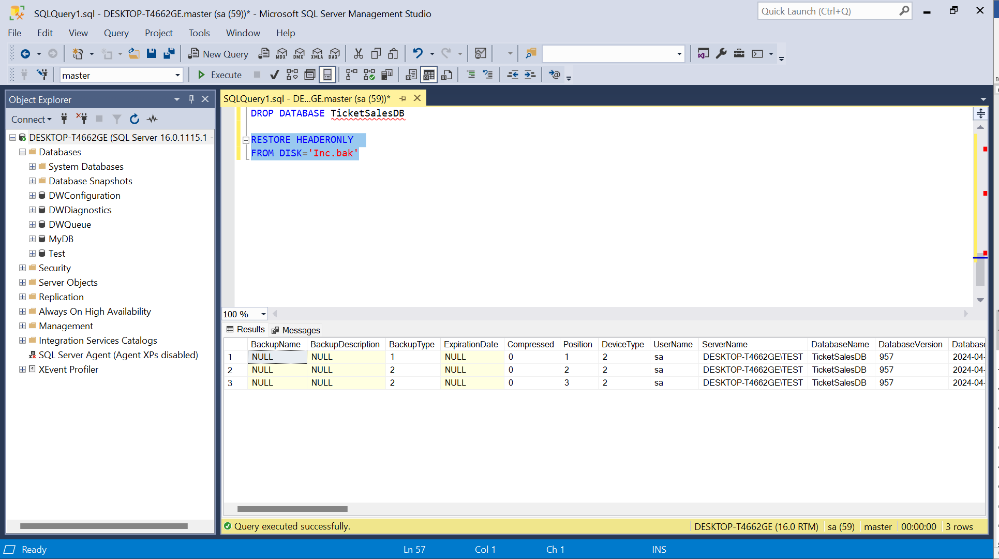 SQLQuery1.sql - DESKTOP-T4662GE.master (sa (59))* - Microsoft SQL Server Management Studio
Quick Launch (Ctrl+Q)
File Edit View Query Project Tools Window Help
New Query MDX DMX XMLA DAX
master Execute
Object Explorer
Connect
DESKTOP-T4662GE (SQL Server 16.0.1115.1 -
Databases
System Databases
Database Snapshots
DWConfiguration
DWDiagnostics
DWQueue
MyDB
Test
Security
Server Objects
Replication
Always On High Availability
Management
Integration Services Catalogs
SQL Server Agent (Agent XPs disabled)
XEvent Profiler
SQLQuery1.sql - DE...GE.master (sa (59))*
DROP DATABASE TicketSalesDB
RESTORE HEADERONLY
FROM DISK='Inc.bak'
100 %
Results Messages
BackupName BackupDescription BackupType ExpirationDate Compressed Position DeviceType UserName ServerName DatabaseName DatabaseVersion Database
1 NULL NULL 1 NULL 0 1 2 sa DESKTOP-T4662GE\TEST TicketSalesDB 957 2024-04-
2 NULL NULL 2 NULL 0 2 2 sa DESKTOP-T4662GE\TEST TicketSalesDB 957 2024-04-
3 NULL NULL 2 NULL 0 3 2 sa DESKTOP-T4662GE\TEST TicketSalesDB 957 2024-04-
Query executed successfully. DESKTOP-T4662GE (16.0 RTM) sa (59) master 00:00:00 3 rows
Ready Ln 57 Col 1 Ch 1 INS